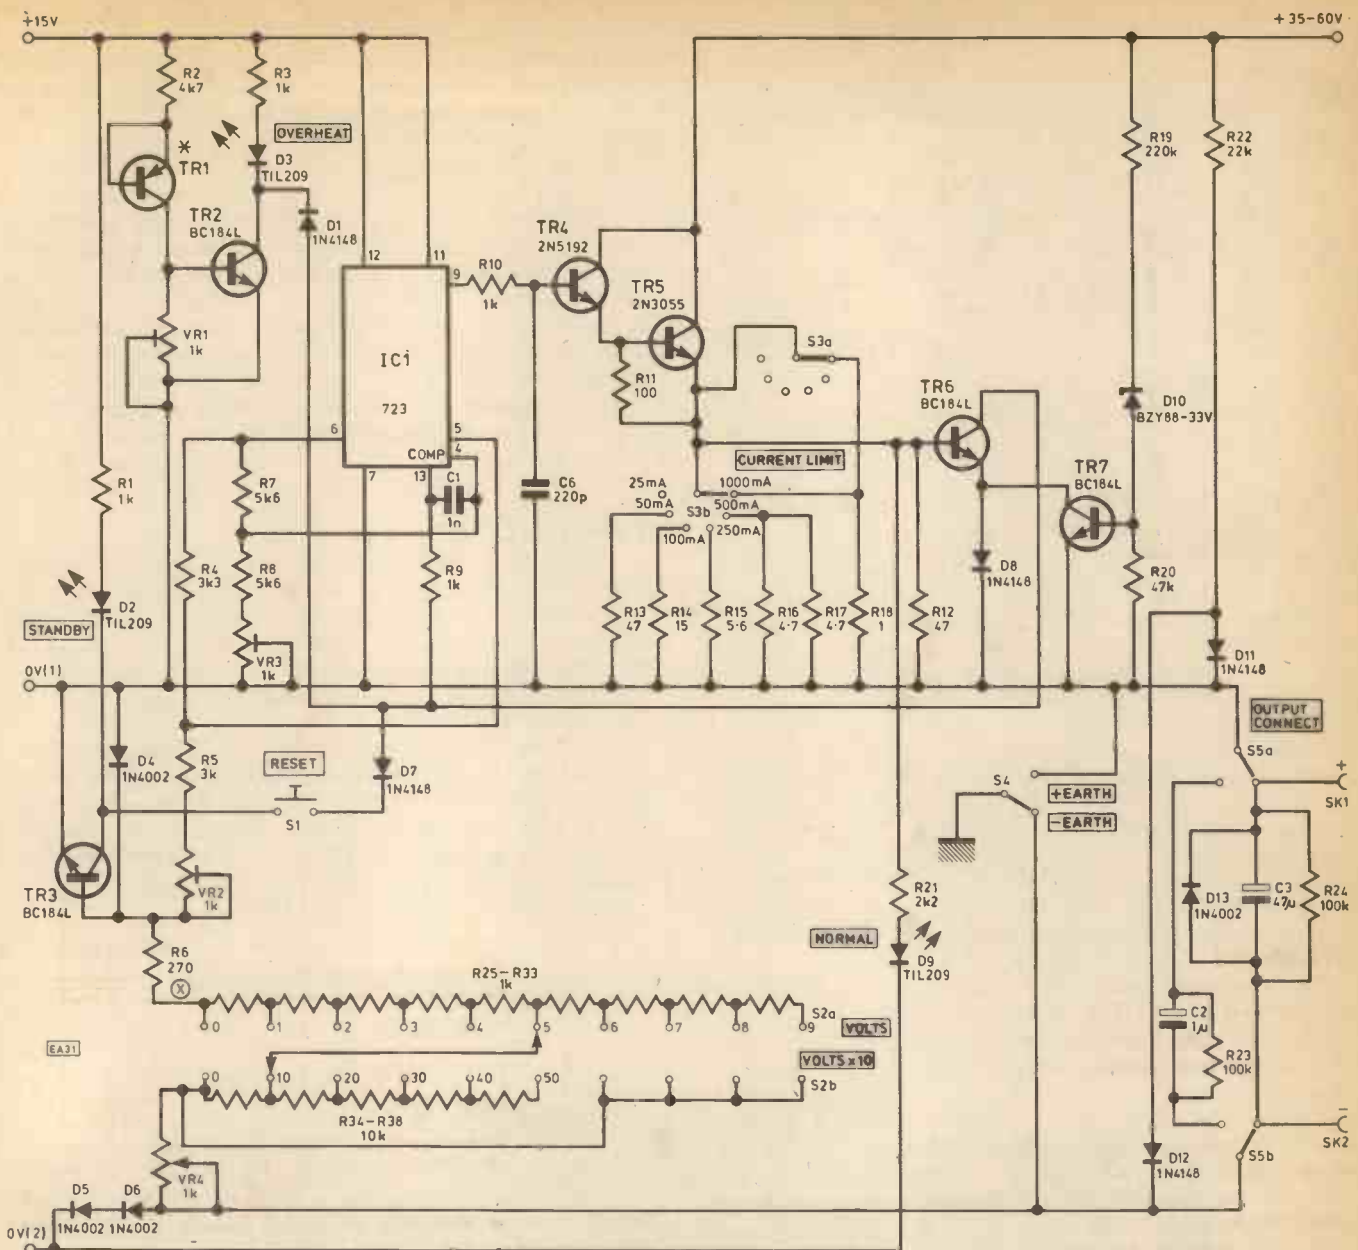 +15V
+35-60V
R2
4k7
R3
1k
OVERHEAT
*
TR1
D3
TIL209
TR2
BC184L
D1
1N4148
R19
220k
R22
22k
12
11
9
R10
1k
TR4
2N5192
TR5
2N3055
S3a
VR1
1k
IC1
723
R11
100
TR6
BC184L
D10
BZY88-33V
6
5
4
COMP
7
13
C1
1n
R1
1k
R7
5k6
C6
220p
CURRENT LIMIT
25mA
1000mA
50mA
500mA
S3b
100mA
250mA
TR7
BC184L
R4
3k3
R8
5k6
R9
1k
D8
1N4148
R20
47k
D2
TIL209
STANDBY
VR3
1k
R13
47
R14
15
R15
5·6
R16
4·7
R17
4·7
R18
1
R12
47
D11
1N4148
0V(1)
OUTPUT
CONNECT
D4
1N4002
R5
3k
RESET
D7
1N4148
S1
S4
+EARTH
-EARTH
S5a
+
SK1
TR3
BC184L
VR2
1k
R21
2k2
D13
1N4002
C3
47μ
R24
100k
R6
270
X
NORMAL
D9
TIL209
R25-R33
1k
S2a
0
1
2
3
4
5
6
7
8
9
VOLTS
C2
1μ
EA31
VOLTS x 10
R23
100k
0
10
20
30
40
50
S2b
R34-R38
10k
-
SK2
VR4
1k
D12
1N4148
S5b
D5
D6
1N4002
1N4002
0V(2)